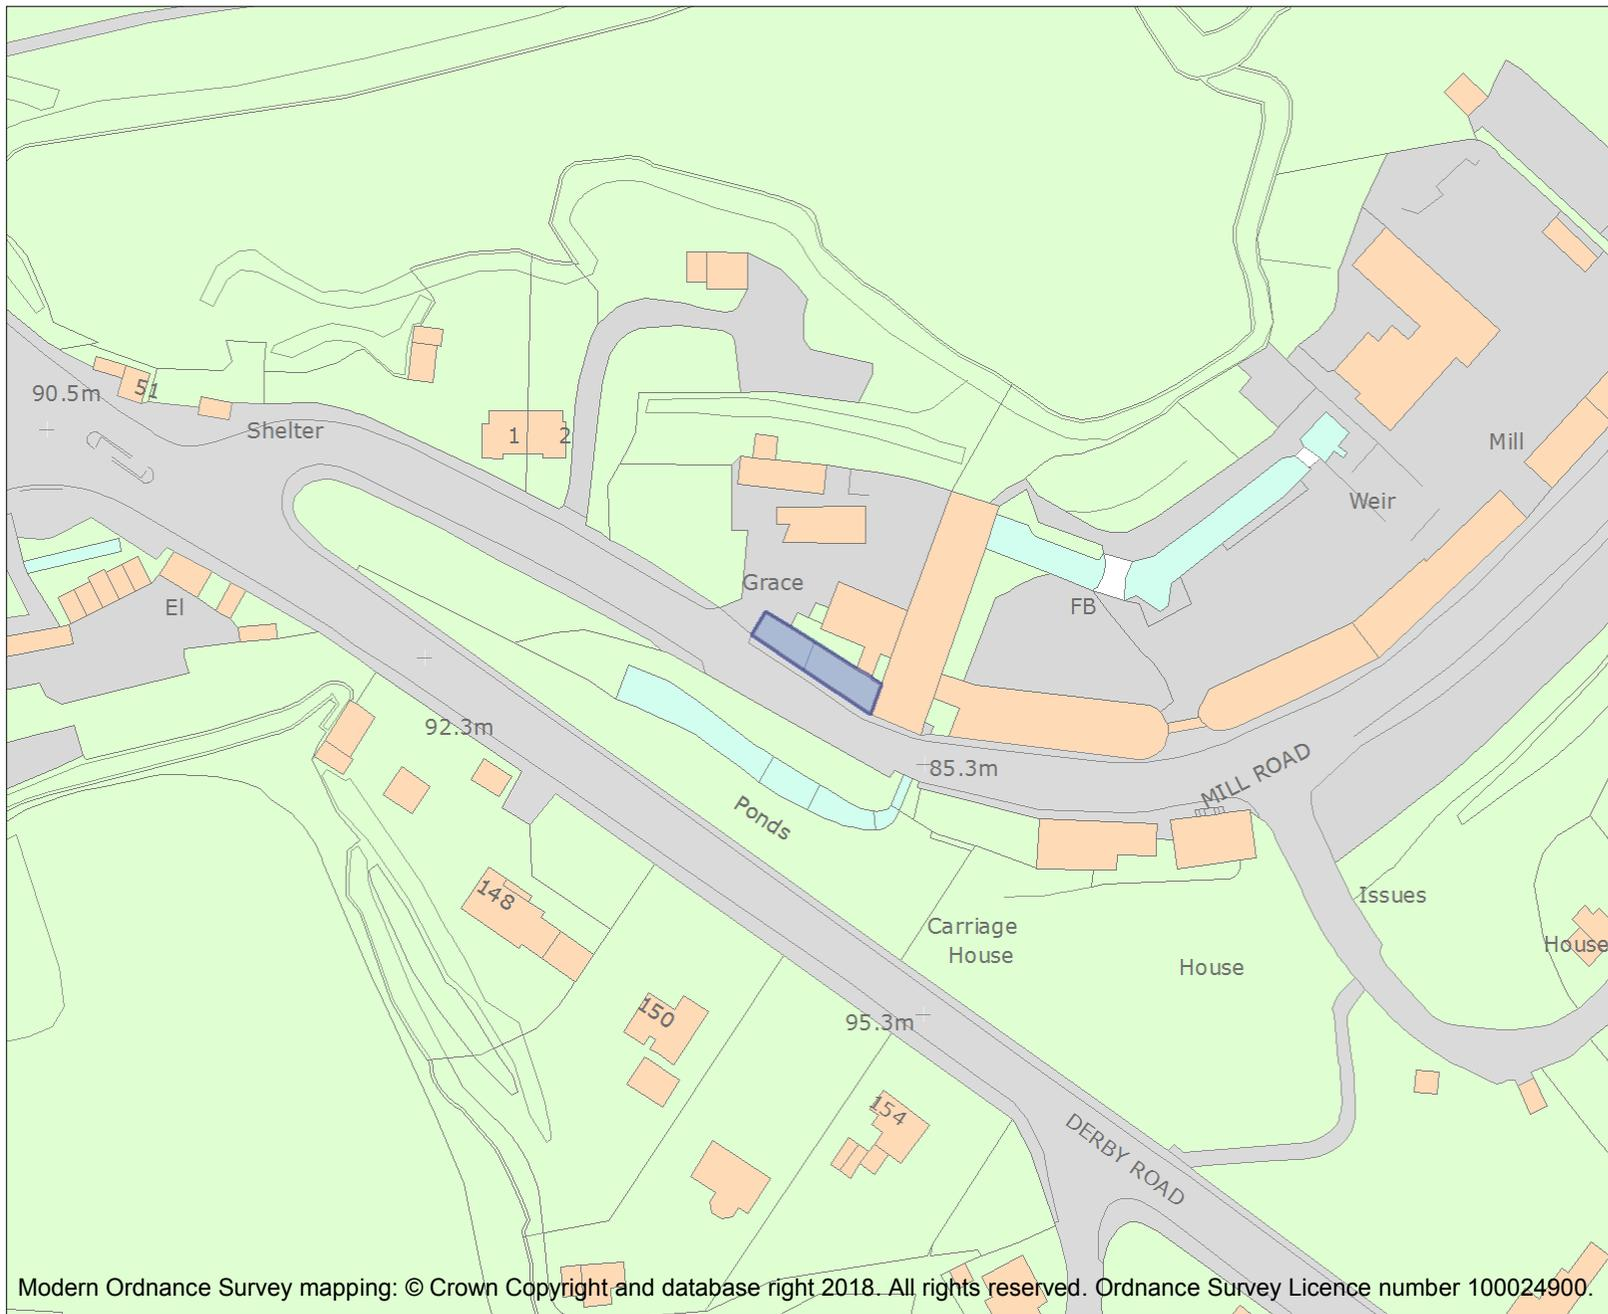 51
90.5m
Shelter
1
2
Mill
Weir
Grace
El
FB
92.3m
85.3m
MILL ROAD
Ponds
148
Carriage
House
Issues
House
House
150
95.3m
154
DERBY ROAD
Modern Ordnance Survey mapping: © Crown Copyright and database right 2018. All rights reserved. Ordnance Survey Licence number 100024900.